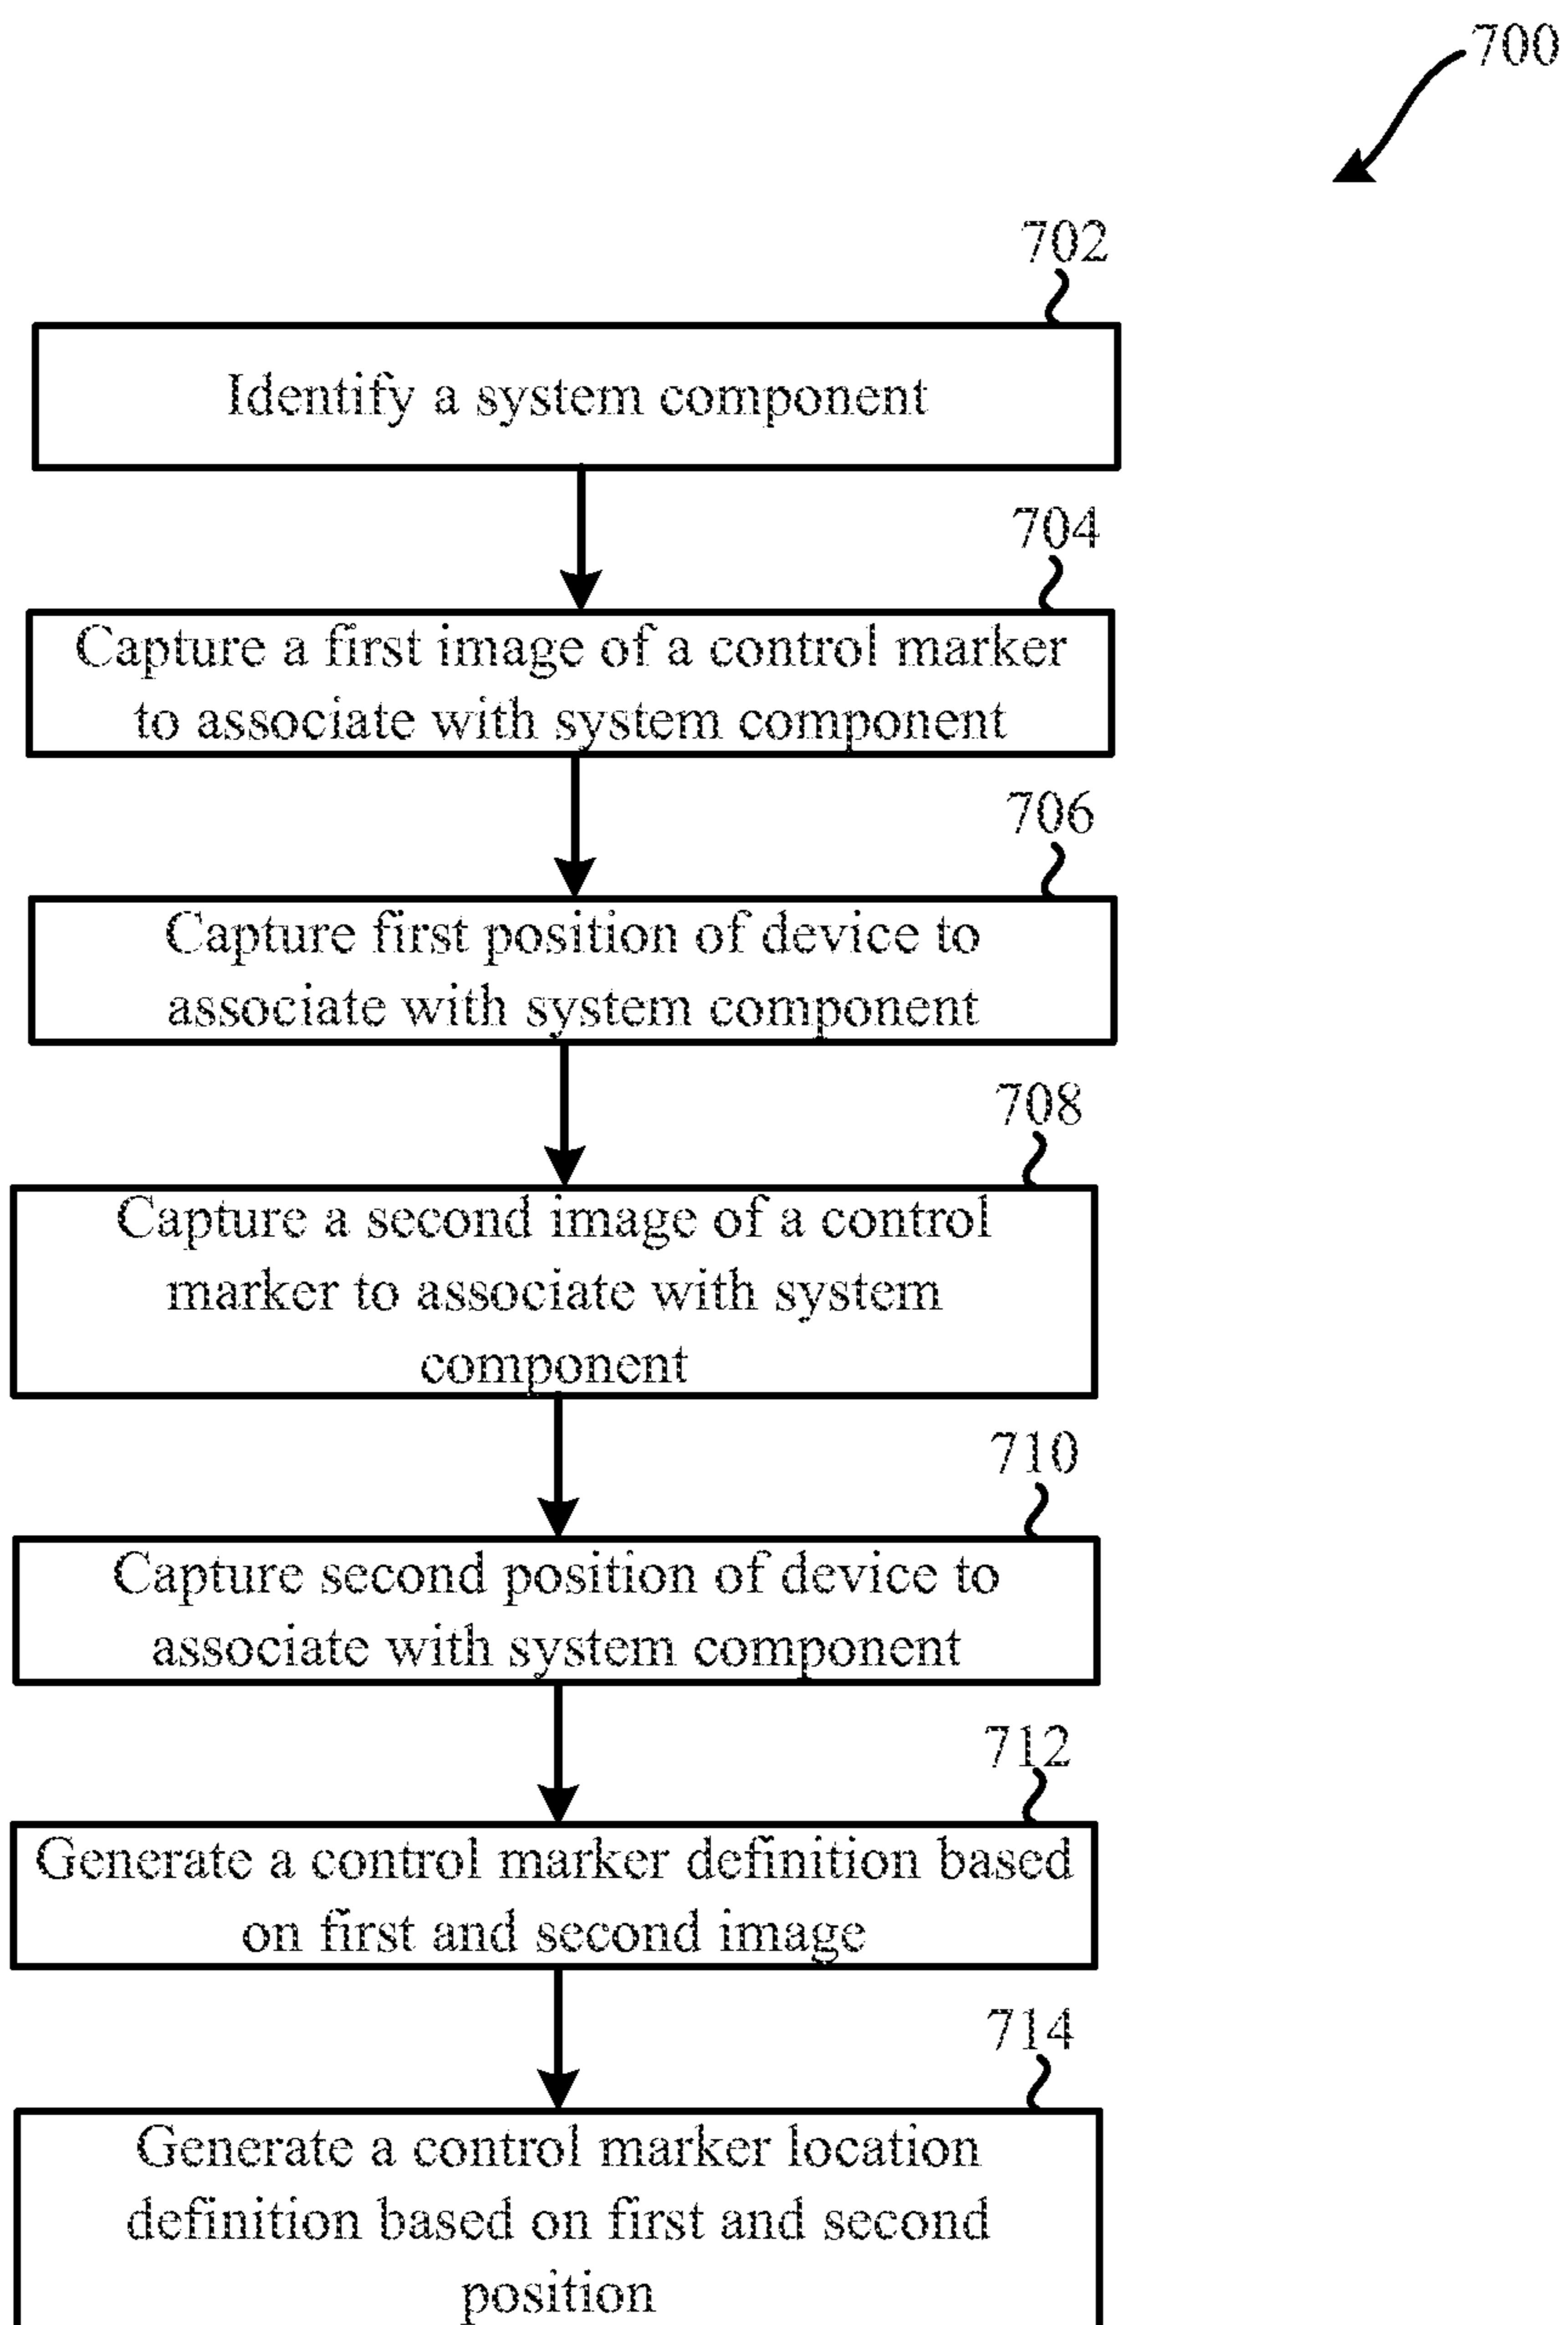 700
702
Identify a system component
704
Capture a first image of a control marker
to associate with system component
706
Capture first position of device to
associate with system component
708
Capture a second image of a control
marker to associate with system
component
710
Capture second position of device to
associate with system component
712
Generate a control marker definition based
on first and second image
714
Generate a control marker location
definition based on first and second
position